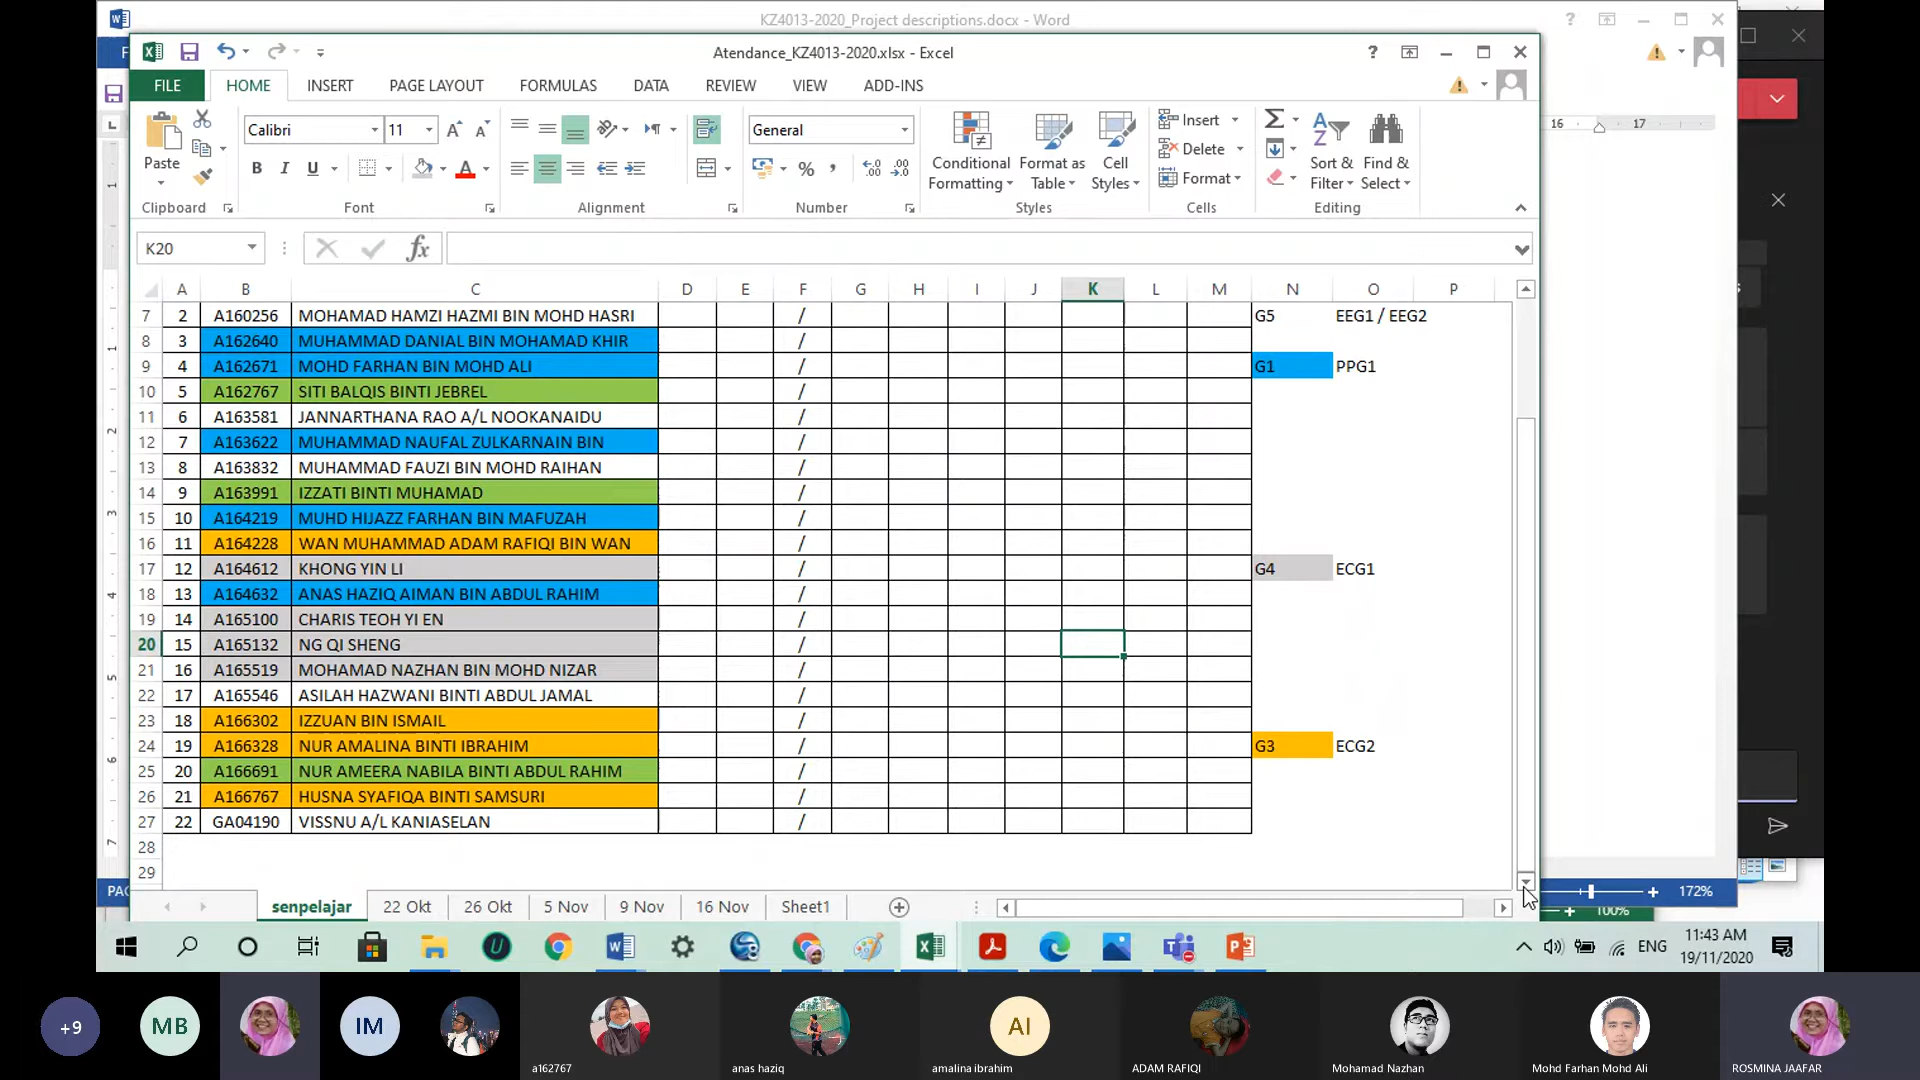 KZ4013-2020_Project descriptions.docx - Word
Atendance_KZ4013-2020.xlsx - Excel
FILE HOME INSERT PAGE LAYOUT FORMULAS DATA REVIEW VIEW ADD-INS
Calibri 11 General
Paste
B I U
Conditional Formatting
Format as Table
Cell Styles
Insert
Delete
Format
Sort & Filter
Find & Select
Clipboard Font Alignment Number Styles Cells Editing
16 17
K20
A B C D E F G H I J K L M N O P
7 2 A160256 MOHAMAD HAMZI HAZMI BIN MOHD HASRI / G5 EEG1 / EEG2
8 3 A162640 MUHAMMAD DANIAL BIN MOHAMAD KHIR /
9 4 A162671 MOHD FARHAN BIN MOHD ALI / G1 PPG1
10 5 A162767 SITI BALQIS BINTI JEBREL /
11 6 A163581 JANNARTHANA RAO A/L NOOKANAIDU /
12 7 A163622 MUHAMMAD NAUFAL ZULKARNAIN BIN /
13 8 A163832 MUHAMMAD FAUZI BIN MOHD RAIHAN /
14 9 A163991 IZZATI BINTI MUHAMAD /
15 10 A164219 MUHD HIJAZZ FARHAN BIN MAFUZAH /
16 11 A164228 WAN MUHAMMAD ADAM RAFIQI BIN WAN /
17 12 A164612 KHONG YIN LI / G4 ECG1
18 13 A164632 ANAS HAZIQ AIMAN BIN ABDUL RAHIM /
19 14 A165100 CHARIS TEOH YI EN /
20 15 A165132 NG QI SHENG /
21 16 A165519 MOHAMAD NAZHAN BIN MOHD NIZAR /
22 17 A165546 ASILAH HAZWANI BINTI ABDUL JAMAL /
23 18 A166302 IZZUAN BIN ISMAIL /
24 19 A166328 NUR AMALINA BINTI IBRAHIM / G3 ECG2
25 20 A166691 NUR AMEERA NABILA BINTI ABDUL RAHIM /
26 21 A166767 HUSNA SYAFIQA BINTI SAMSURI /
27 22 GA04190 VISSNU A/L KANIASELAN /
28
29
senpelajar 22 Okt 26 Okt 5 Nov 9 Nov 16 Nov Sheet1
172%
100%
ENG
11:43 AM
19/11/2020
+9 MB IM AI
a162767 anas haziq amalina ibrahim ADAM RAFIQI Mohamad Nazhan Mohd Farhan Mohd Ali ROSMINA JAAFAR